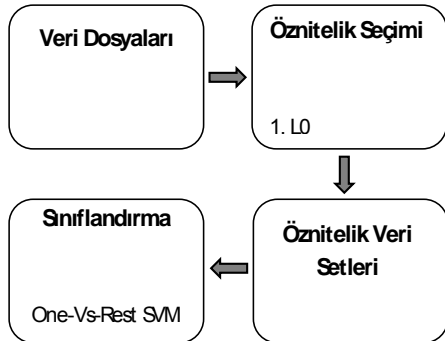 Veri Dosyaları
Öznitelik Seçimi
1. L0
Öznitelik Veri
Setleri
Sınıflandırma
One-Vs-Rest SVM